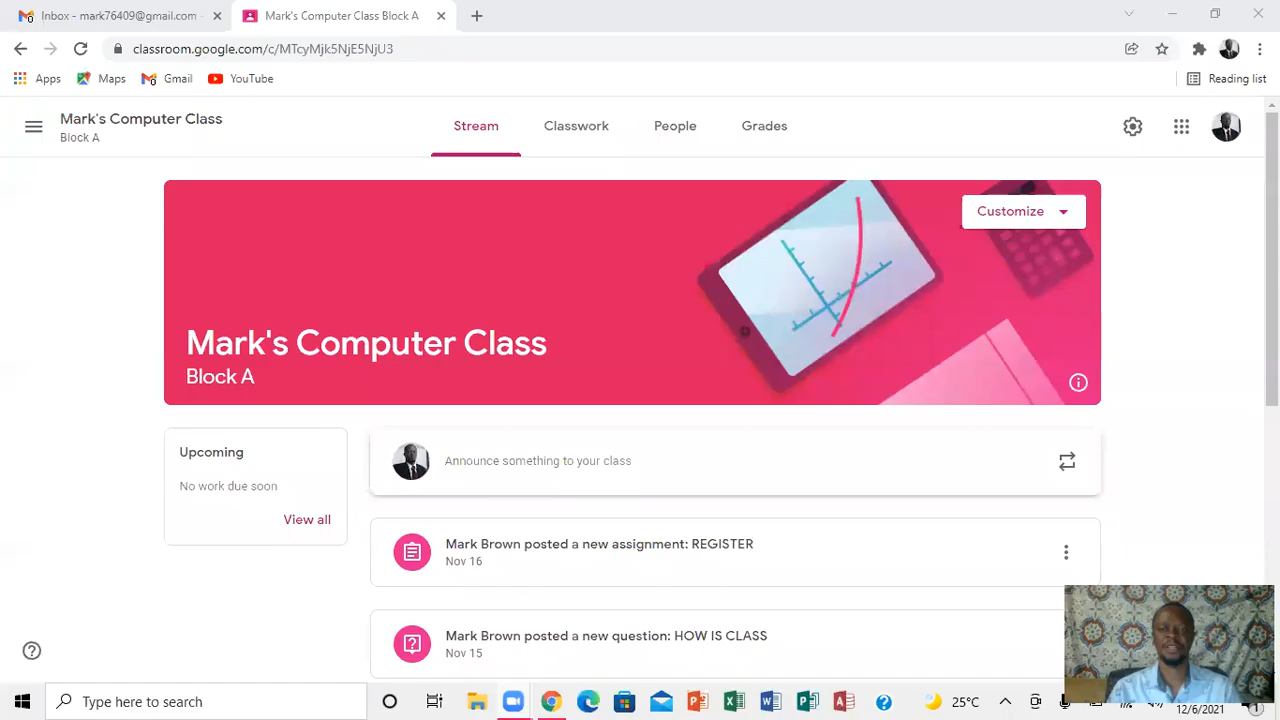 Inbox - mark76409@gmail.com
Mark's Computer Class Block A
classroom.google.com/c/MTcyMjk5NjE5NjU3
Apps
Maps
Gmail
YouTube
Reading list
Mark's Computer Class
Block A
Stream
Classwork
People
Grades
Customize
Mark's Computer Class
Block A
Upcoming
No work due soon
View all
Announce something to your class
Mark Brown posted a new assignment: REGISTER
Nov 16
Mark Brown posted a new question: HOW IS CLASS
Nov 15
Type here to search
25°C
12/6/2021